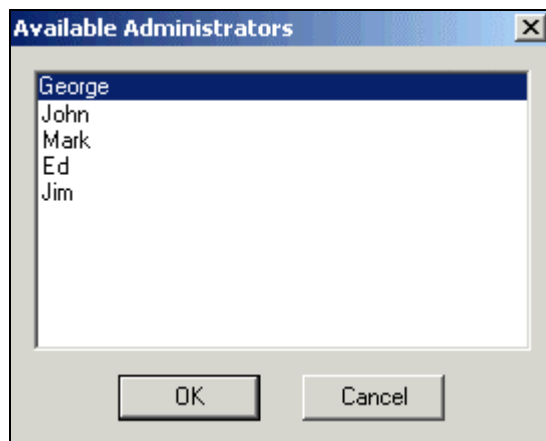 Available Administrators
George
John
Mark
Ed
Jim
OK Cancel